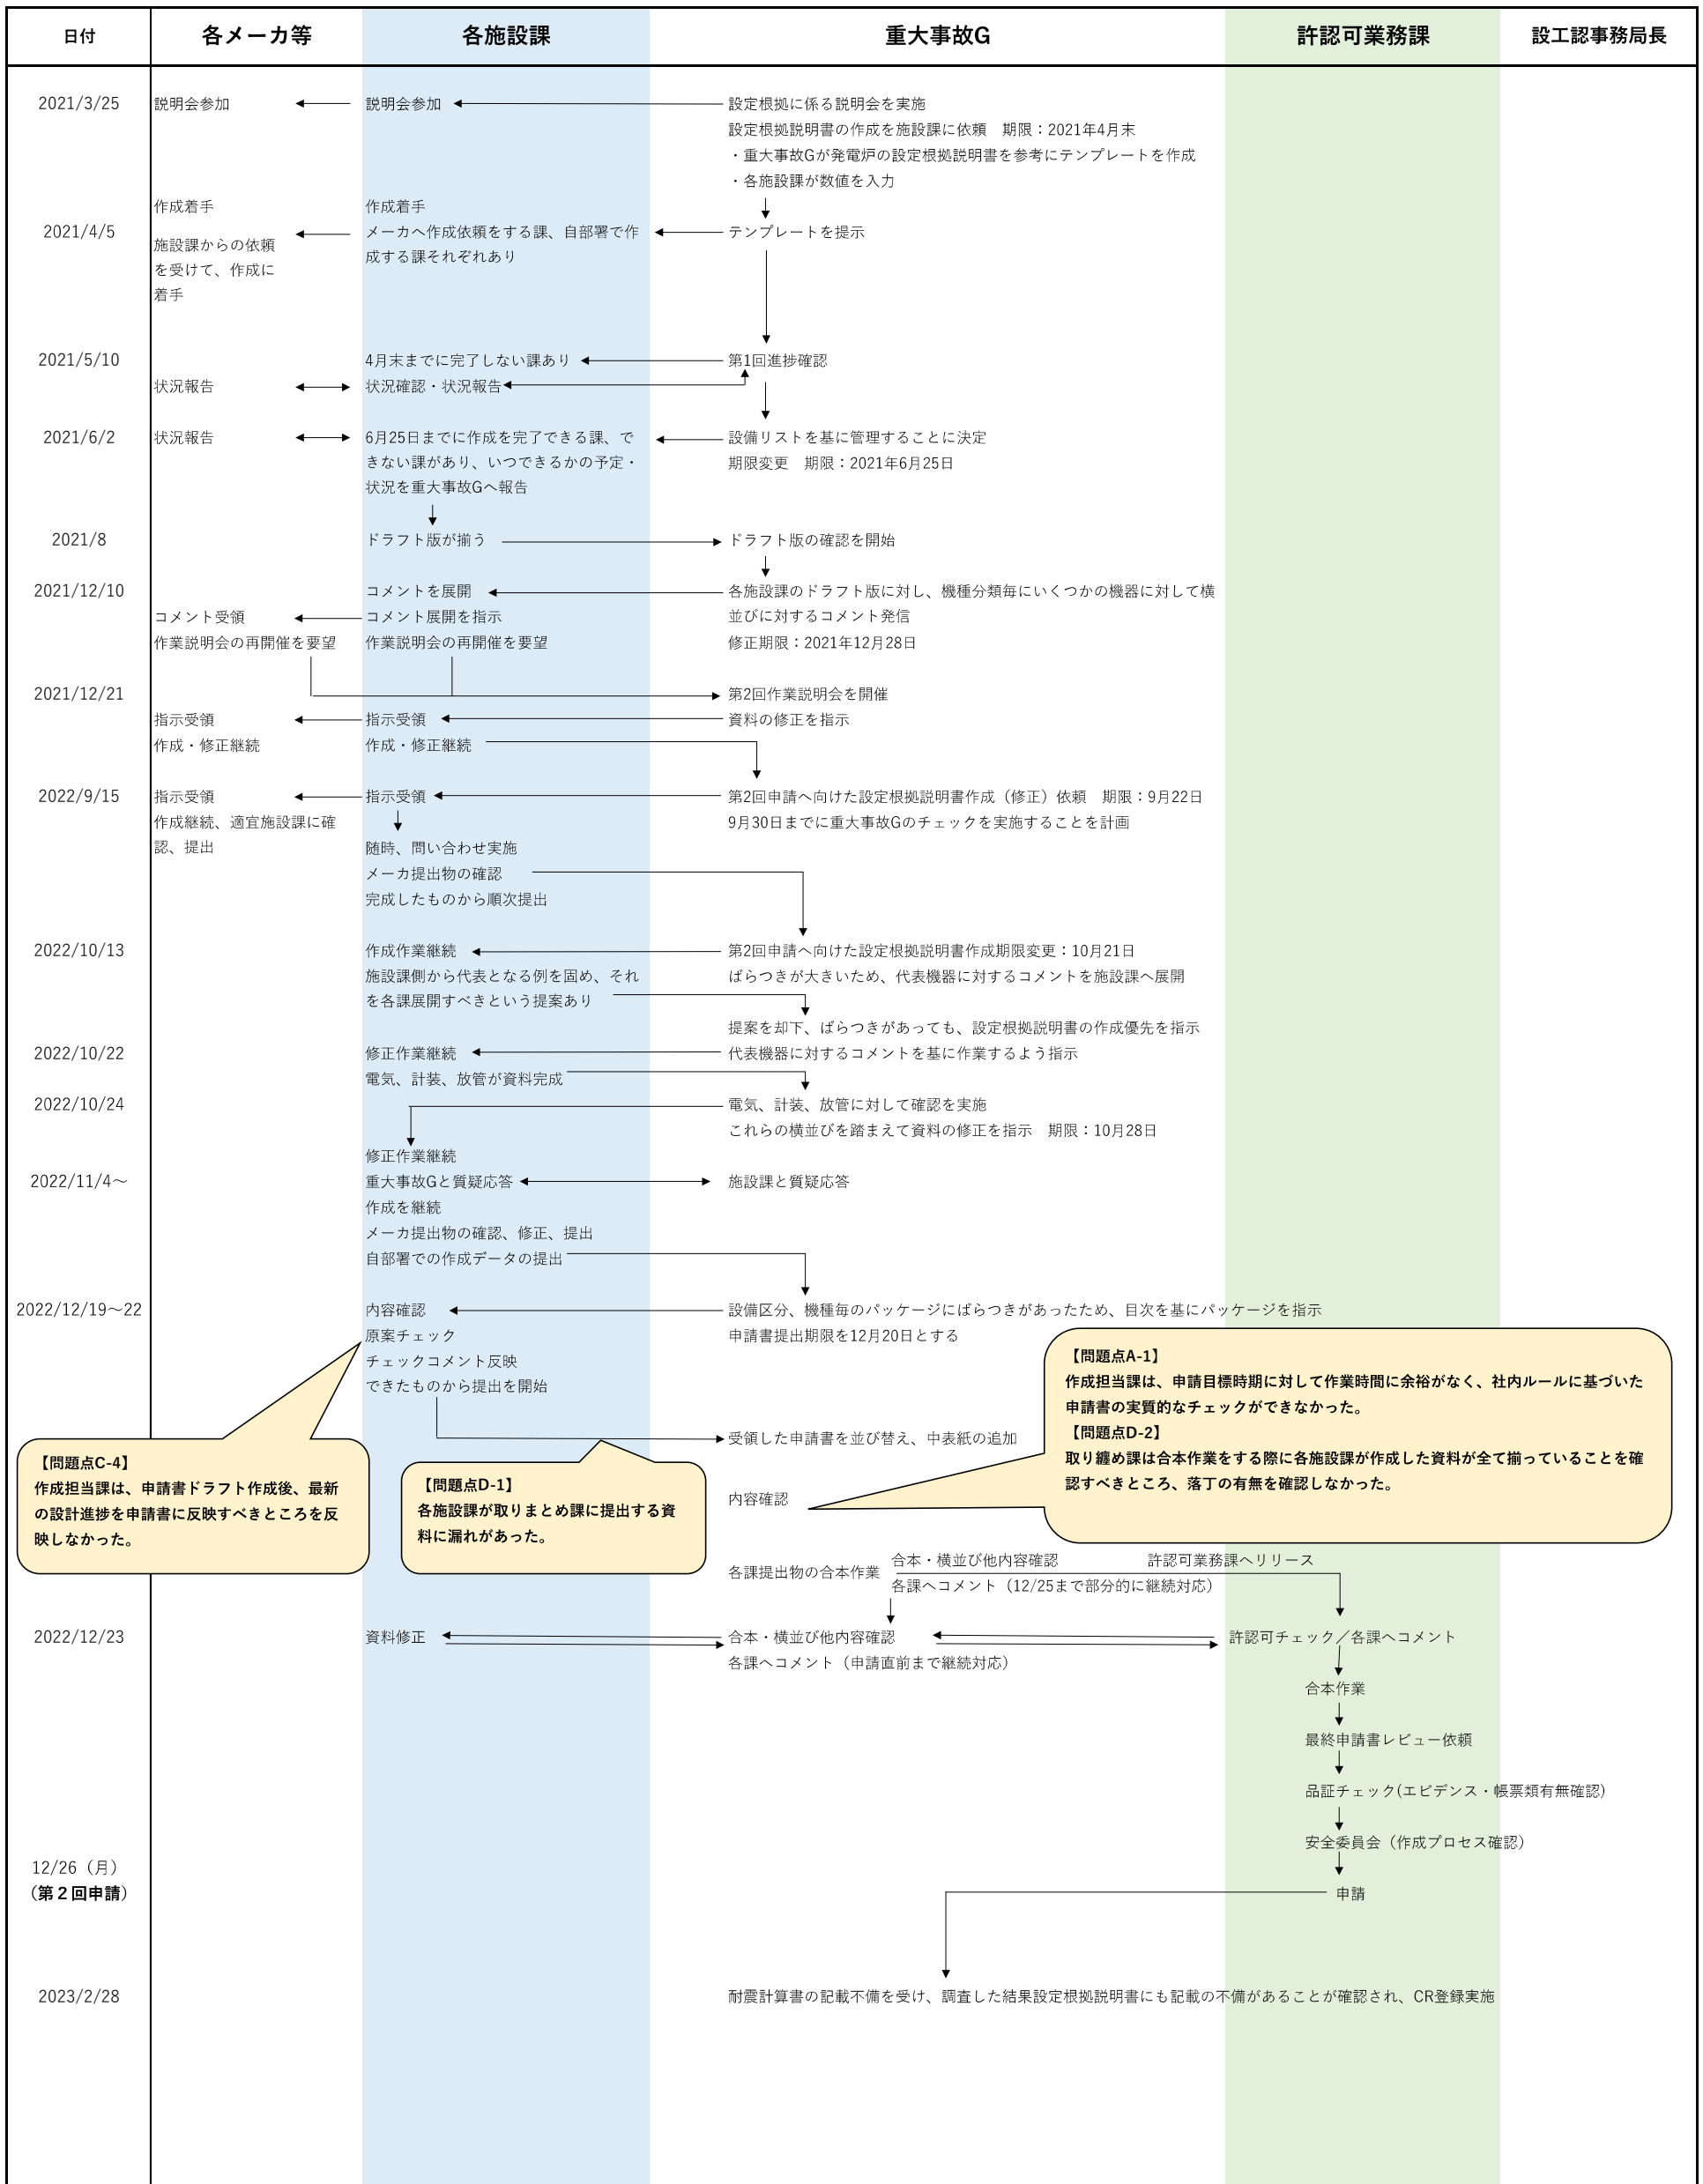 日付
各メーカ等
各施設課
重大事故G
許認可業務課
設工認事務局長
2021/3/25
説明会参加
説明会参加
設定根拠に係る説明会を実施
設定根拠説明書の作成を施設課に依頼　期限：2021年4月末
・重大事故Gが発電炉の設定根拠説明書を参考にテンプレートを作成
・各施設課が数値を入力
作成着手
作成着手
2021/4/5
施設課からの依頼
を受けて、作成に
着手
メーカへ作成依頼をする課、自部署で作
成する課それぞれあり
テンプレートを提示
2021/5/10
4月末までに完了しない課あり
第1回進捗確認
状況報告
状況確認・状況報告
2021/6/2
状況報告
6月25日までに作成を完了できる課、で
きない課があり、いつできるかの予定・
状況を重大事故Gへ報告
設備リストを基に管理することに決定
期限変更　期限：2021年6月25日
2021/8
ドラフト版が揃う
ドラフト版の確認を開始
2021/12/10
コメント受領
作業説明会の再開催を要望
コメントを展開
コメント展開を指示
作業説明会の再開催を要望
各施設課のドラフト版に対し、機種分類毎にいくつかの機器に対して横
並びに対するコメント発信
修正期限：2021年12月28日
2021/12/21
第2回作業説明会を開催
指示受領
作成・修正継続
指示受領
作成・修正継続
資料の修正を指示
2022/9/15
指示受領
作成継続、適宜施設課に確
認、提出
指示受領
随時、問い合わせ実施
メーカ提出物の確認
完成したものから順次提出
第2回申請へ向けた設定根拠説明書作成（修正）依頼　期限：9月22日
9月30日までに重大事故Gのチェックを実施することを計画
2022/10/13
作成作業継続
施設課側から代表となる例を固め、それ
を各課展開すべきという提案あり
第2回申請へ向けた設定根拠説明書作成期限変更：10月21日
ばらつきが大きいため、代表機器に対するコメントを施設課へ展開
提案を却下、ばらつきがあっても、設定根拠説明書の作成優先を指示
2022/10/22
修正作業継続
電気、計装、放管が資料完成
代表機器に対するコメントを基に作業するよう指示
2022/10/24
電気、計装、放管に対して確認を実施
これらの横並びを踏まえて資料の修正を指示　期限：10月28日
修正作業継続
2022/11/4～
重大事故Gと質疑応答
作成を継続
メーカ提出物の確認、修正、提出
自部署での作成データの提出
施設課と質疑応答
2022/12/19～22
内容確認
原案チェック
チェックコメント反映
できたものから提出を開始
設備区分、機種毎のパッケージにばらつきがあったため、目次を基にパッケージを指示
申請書提出期限を12月20日とする
【問題点A-1】
作成担当課は、申請目標時期に対して作業時間に余裕がなく、社内ルールに基づいた
申請書の実質的なチェックができなかった。
【問題点D-2】
取り纏め課は合本作業をする際に各施設課が作成した資料が全て揃っていることを確
認すべきところ、落丁の有無を確認しなかった。
受領した申請書を並び替え、中表紙の追加
【問題点C-4】
作成担当課は、申請書ドラフト作成後、最新
の設計進捗を申請書に反映すべきところを反
映しなかった。
【問題点D-1】
各施設課が取りまとめ課に提出する資
料に漏れがあった。
内容確認
各課提出物の合本作業
合本・横並び他内容確認
許認可業務課へリリース
各課へコメント（12/25まで部分的に継続対応）
2022/12/23
資料修正
合本・横並び他内容確認
各課へコメント（申請直前まで継続対応）
許認可チェック／各課へコメント
合本作業
最終申請書レビュー依頼
品証チェック(エビデンス・帳票類有無確認)
安全委員会（作成プロセス確認）
12/26（月）
（第２回申請）
申請
2023/2/28
耐震計算書の記載不備を受け、調査した結果設定根拠説明書にも記載の不備があることが確認され、CR登録実施